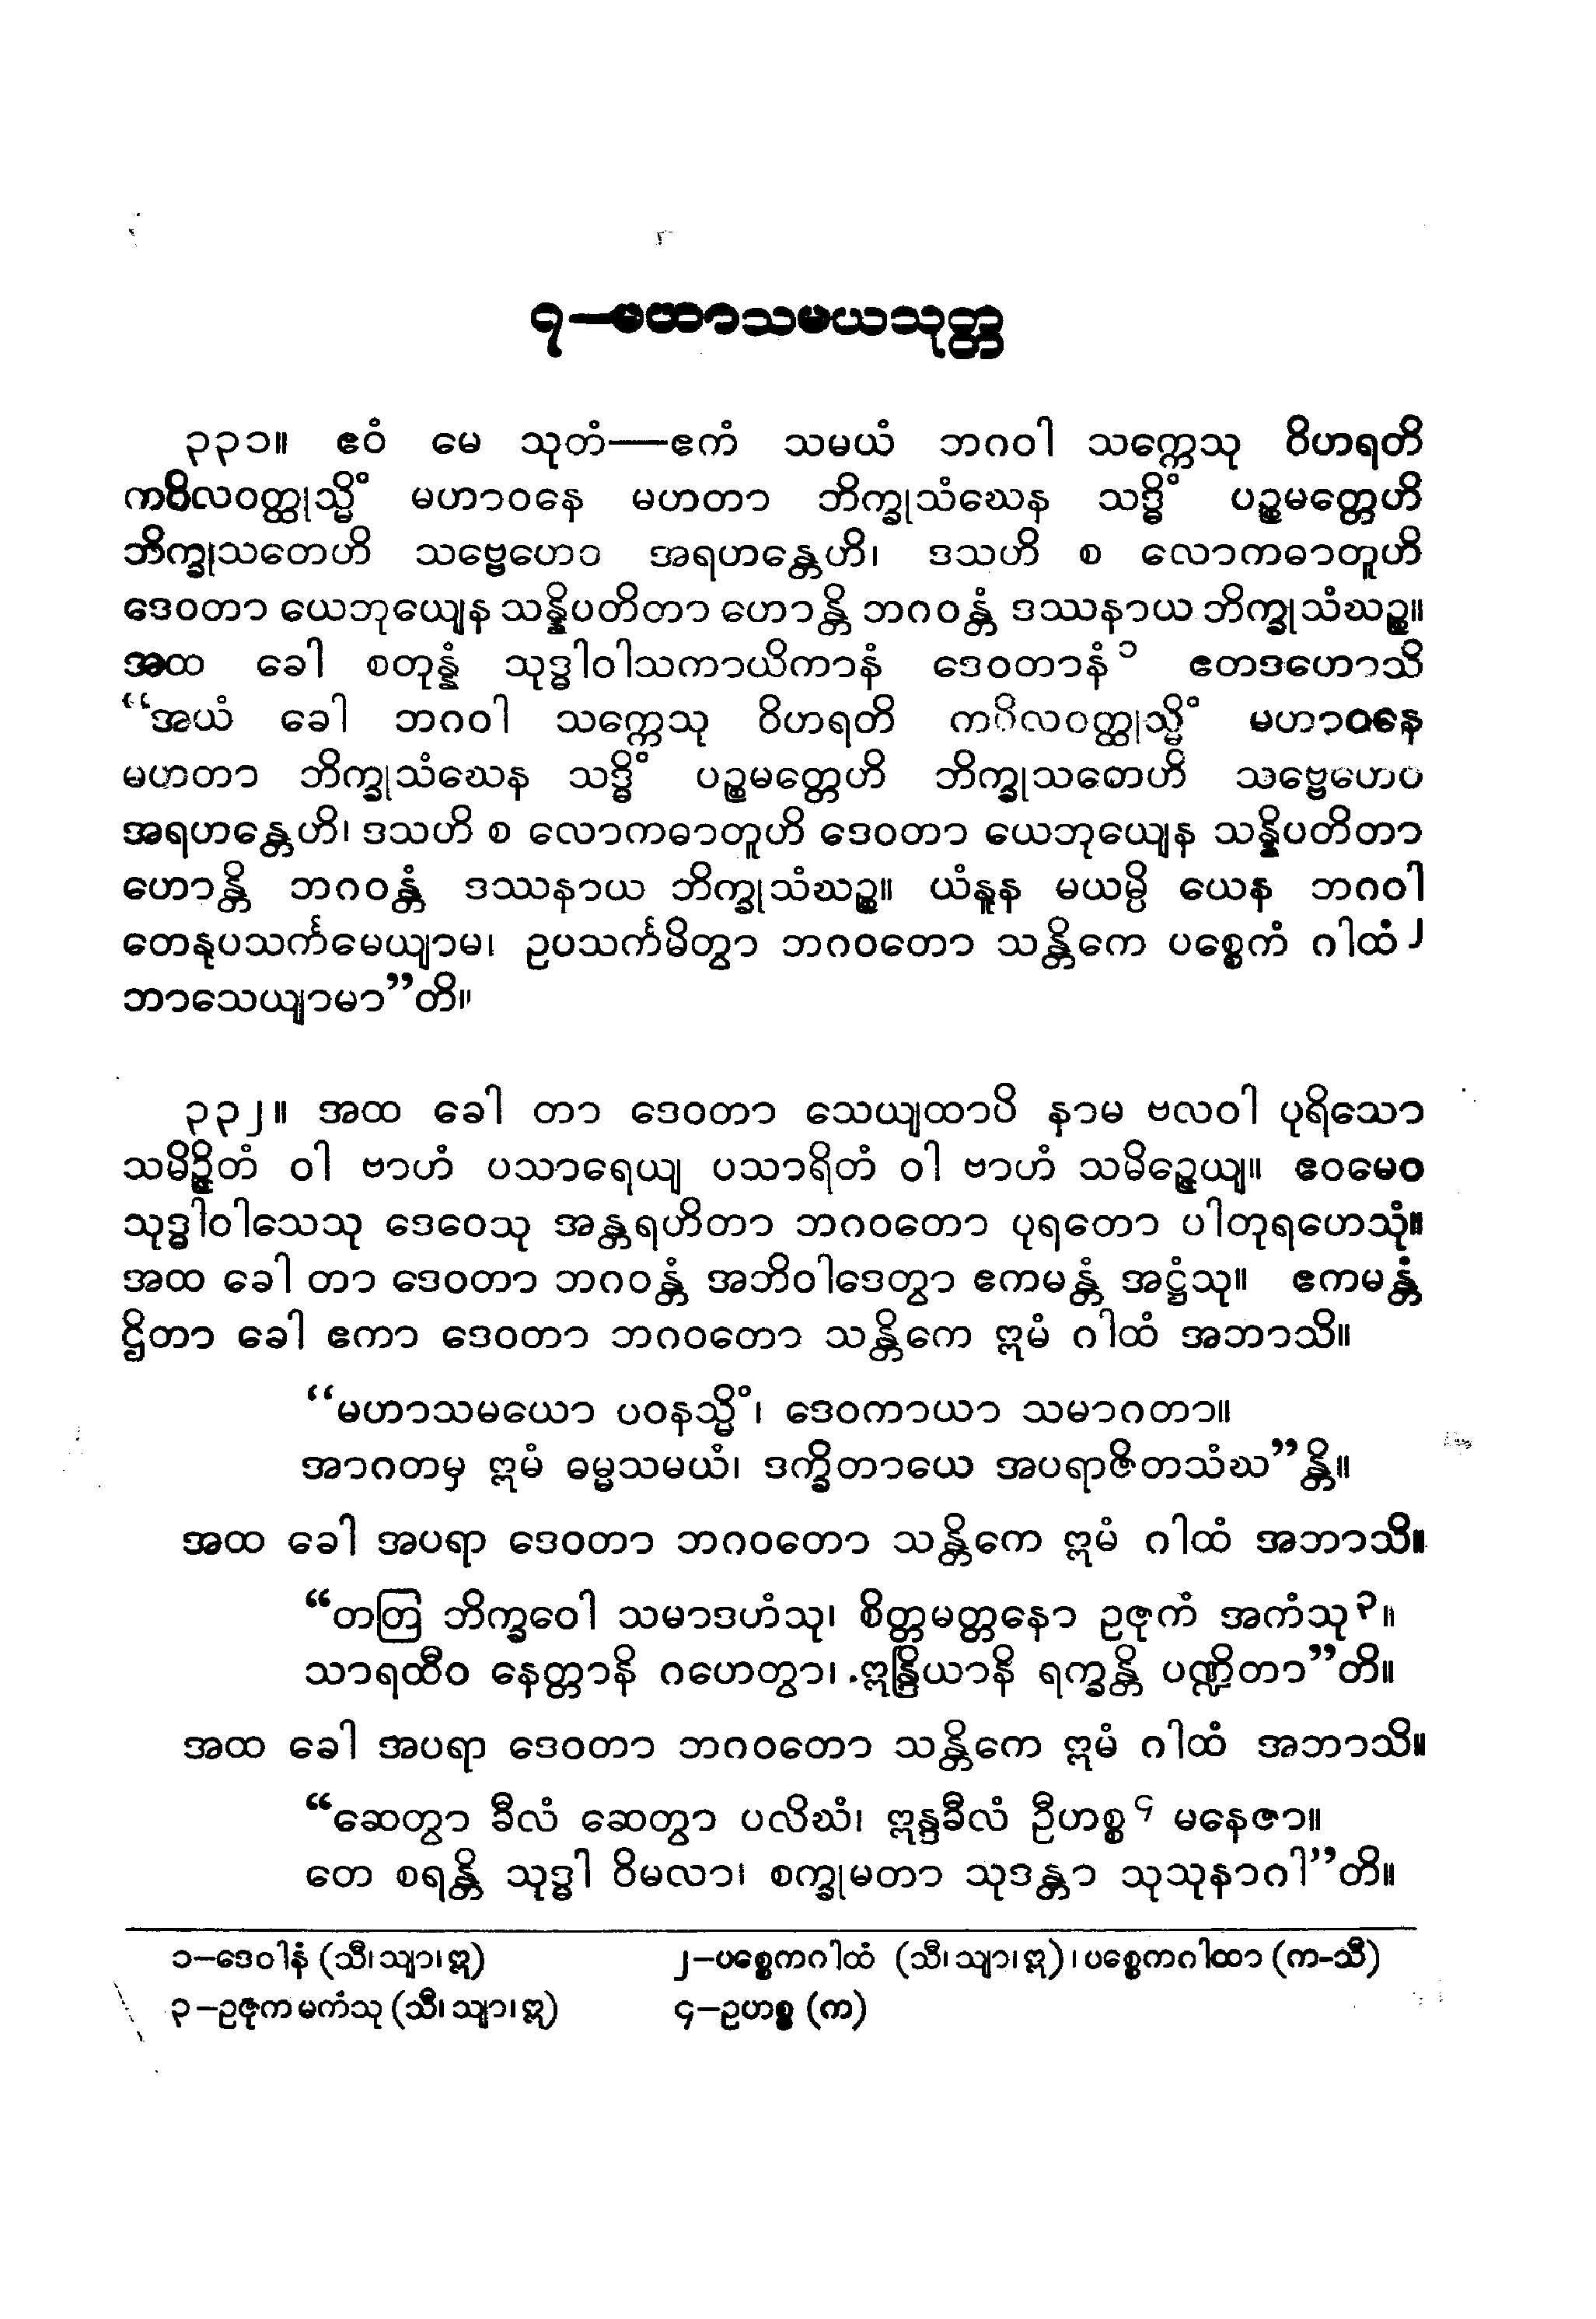 ၇—မဟာသမယသုတ္တ
၃၃၁။ ဧဝံ မေ သုတံ—ဧကံ သမယံ ဘဂဝါ သက္ကေသု ဝိဟရတိ
ကပိလဝတ္ထုသ္မိံ မဟာဝနေ မဟတာ ဘိက္ခုသံဃေန သဒ္ဓိံ ပဉ္စမတ္တေဟိ
ဘိက္ခုသတေဟိ သဗ္ဗေဟေဝ အရဟန္တေဟိ၊ ဒသဟိ စ လောကဓာတူဟိ
ဒေဝတာ ယေဘုယျေန သန္နိပတိတာ ဟောန္တိ ဘဂဝန္တံ ဒဿနာယ ဘိက္ခုသံဃဉ္စ။
အထ ခေါ စတုန္နံ သုဒ္ဓါဝါသကာယိကာနံ ဒေဝတာနံ၁ ဧတဒဟောသိ
“အယံ ခေါ ဘဂဝါ သက္ကေသု ဝိဟရတိ ကပိလဝတ္ထုသ္မိံ မဟာဝနေ
မဟတာ ဘိက္ခုသံဃေန သဒ္ဓိံ ပဉ္စမတ္တေဟိ ဘိက္ခုသတေဟိ သဗ္ဗေဟေဝ
အရဟန္တေဟိ၊ ဒသဟိ စ လောကဓာတူဟိ ဒေဝတာ ယေဘုယျေန သန္နိပတိတာ
ဟောန္တိ ဘဂဝန္တံ ဒဿနာယ ဘိက္ခုသံဃဉ္စ။ ယံနူန မယမ္ပိ ယေန ဘဂဝါ
တေနုပသင်္ကမေယျာမ၊ ဥပသင်္ကမိတွာ ဘဂဝတော သန္တိကေ ပစ္စေကံ ဂါထံ၂
ဘာသေယျာမာ”တိ။
၃၃၂။ အထ ခေါ တာ ဒေဝတာ သေယျထာပိ နာမ ဗလဝါ ပုရိသော
သမိဉ္ဇိတံ ဝါ ဗာဟံ ပသာရေယျ ပသာရိတံ ဝါ ဗာဟံ သမိဉ္ဇေယျ။ ဧဝမေဝ
သုဒ္ဓါဝါသေသု ဒေဝေသု အန္တရဟိတာ ဘဂဝတော ပုရတော ပါတုရဟေသုံ။
အထ ခေါ တာ ဒေဝတာ ဘဂဝန္တံ အဘိဝါဒေတွာ ဧကမန္တံ အဋ္ဌံသု။ ဧကမန္တံ
ဌိတာ ခေါ ဧကာ ဒေဝတာ ဘဂဝတော သန္တိကေ ဣမံ ဂါထံ အဘာသိ။
“မဟာသမယော ပဝနသ္မိံ၊ ဒေဝကာယာ သမာဂတာ။
အာဂတမှ ဣမံ ဓမ္မသမယံ၊ ဒက္ခိတာယေ အပရာဇိတသံဃ”န္တိ။
အထ ခေါ အပရာ ဒေဝတာ ဘဂဝတော သန္တိကေ ဣမံ ဂါထံ အဘာသိ။
“တတြ ဘိက္ခဝေါ သမာဒဟံသု၊ စိတ္တမတ္တနော ဥဇုကံ အကံသု၃။
သာရထီဝ နေတ္တာနိ ဂဟေတွာ၊ ဣန္ဒြိယာနိ ရက္ခန္တိ ပဏ္ဍိတာ”တိ။
အထ ခေါ အပရာ ဒေဝတာ ဘဂဝတော သန္တိကေ ဣမံ ဂါထံ အဘာသိ။
“ဆေတွာ ခီလံ ဆေတွာ ပလိဃံ၊ ဣန္ဒခီလံ ဦဟစ္စ၄ မနေဇာ။
တေ စရန္တိ သုဒ္ဓါ ဝိမလာ၊ စက္ခုမတာ သုဒန္တာ သုသုနာဂါ”တိ။
၁–ဒေဝါနံ (သီ၊ သျာ၊ ဣ) ၂–ပစ္စေကဂါထံ (သီ၊ သျာ၊ ဣ) ၊ ပစ္စေကဂါထာ (က-သီ)
၃–ဥဇုကမကံသု (သီ၊ သျာ၊ ဣ) ၄–ဥဟစ္စ (က)